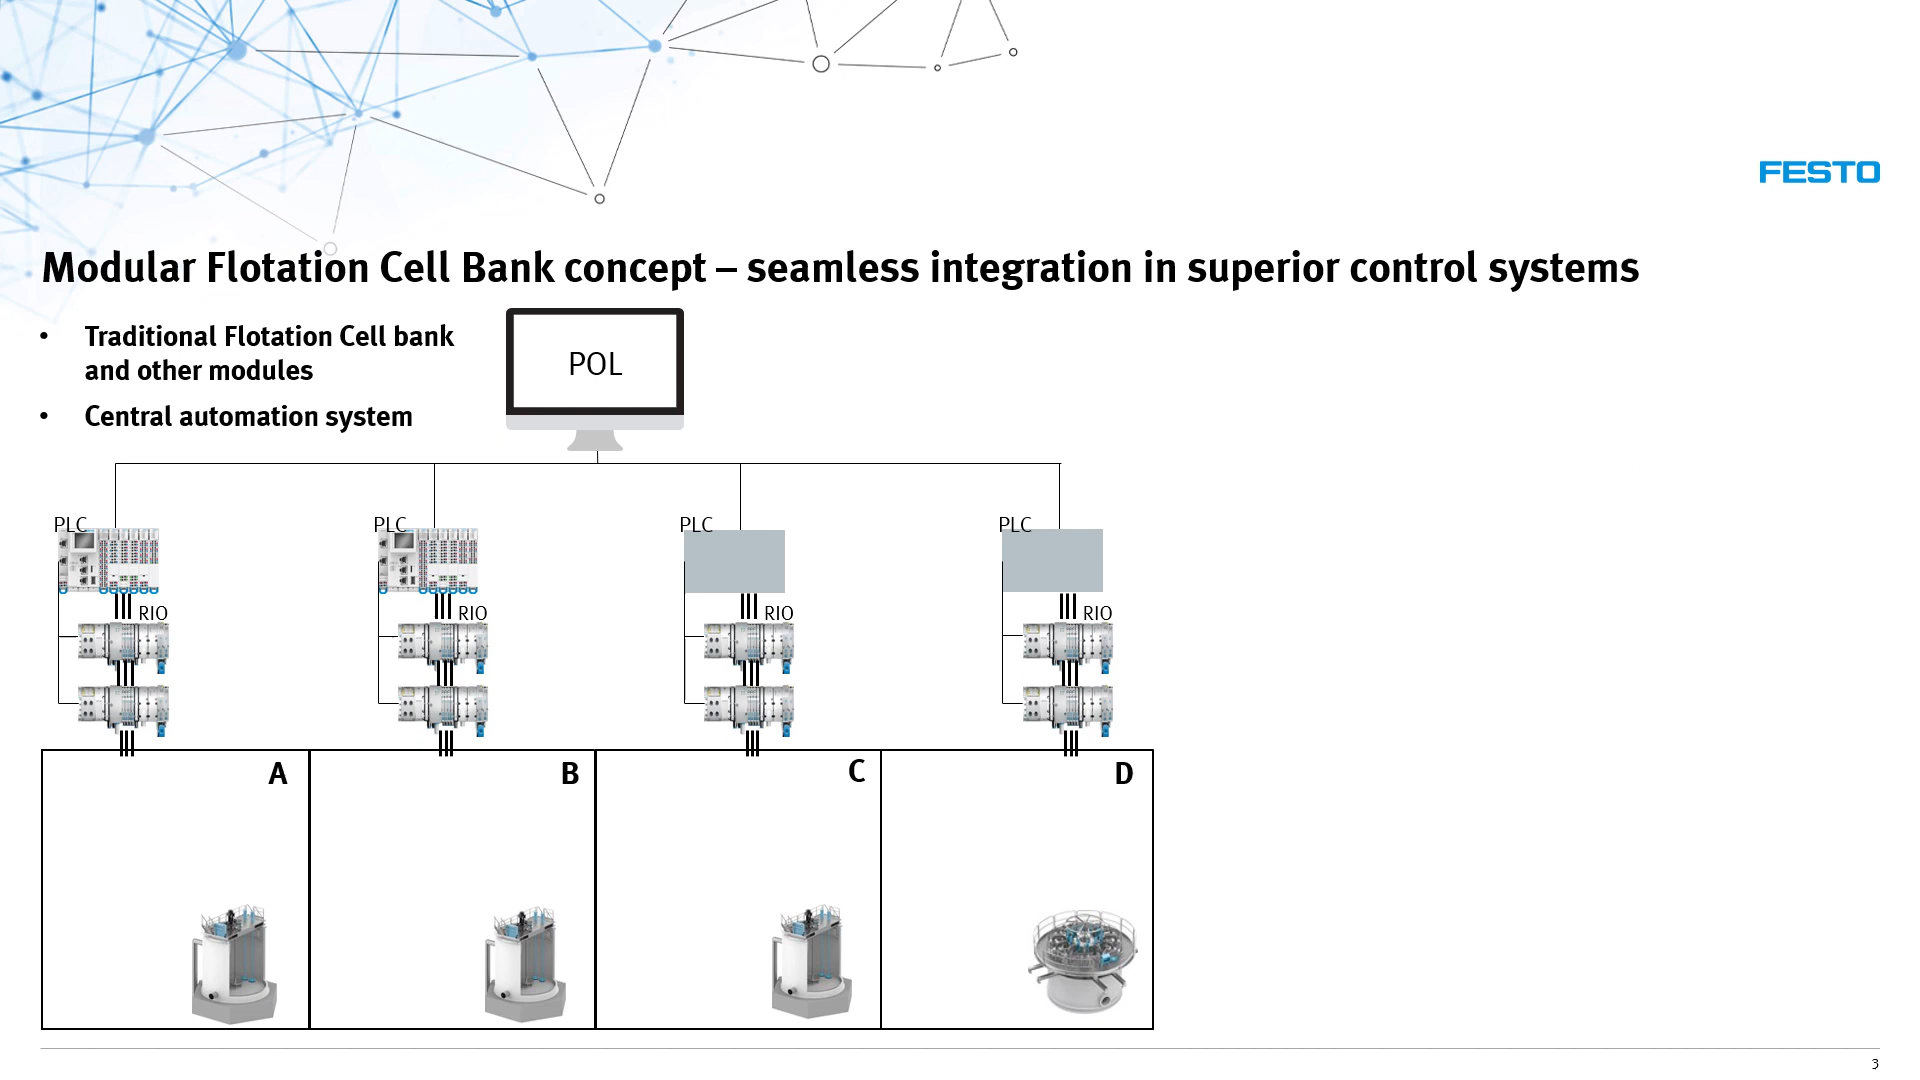 FESTO
Modular Flotation Cell Bank concept – seamless integration in superior control systems
• Traditional Flotation Cell bank
and other modules
• Central automation system
POL
PLC
PLC
PLC
PLC
RIO
RIO
RIO
RIO
A
B
C
D
3